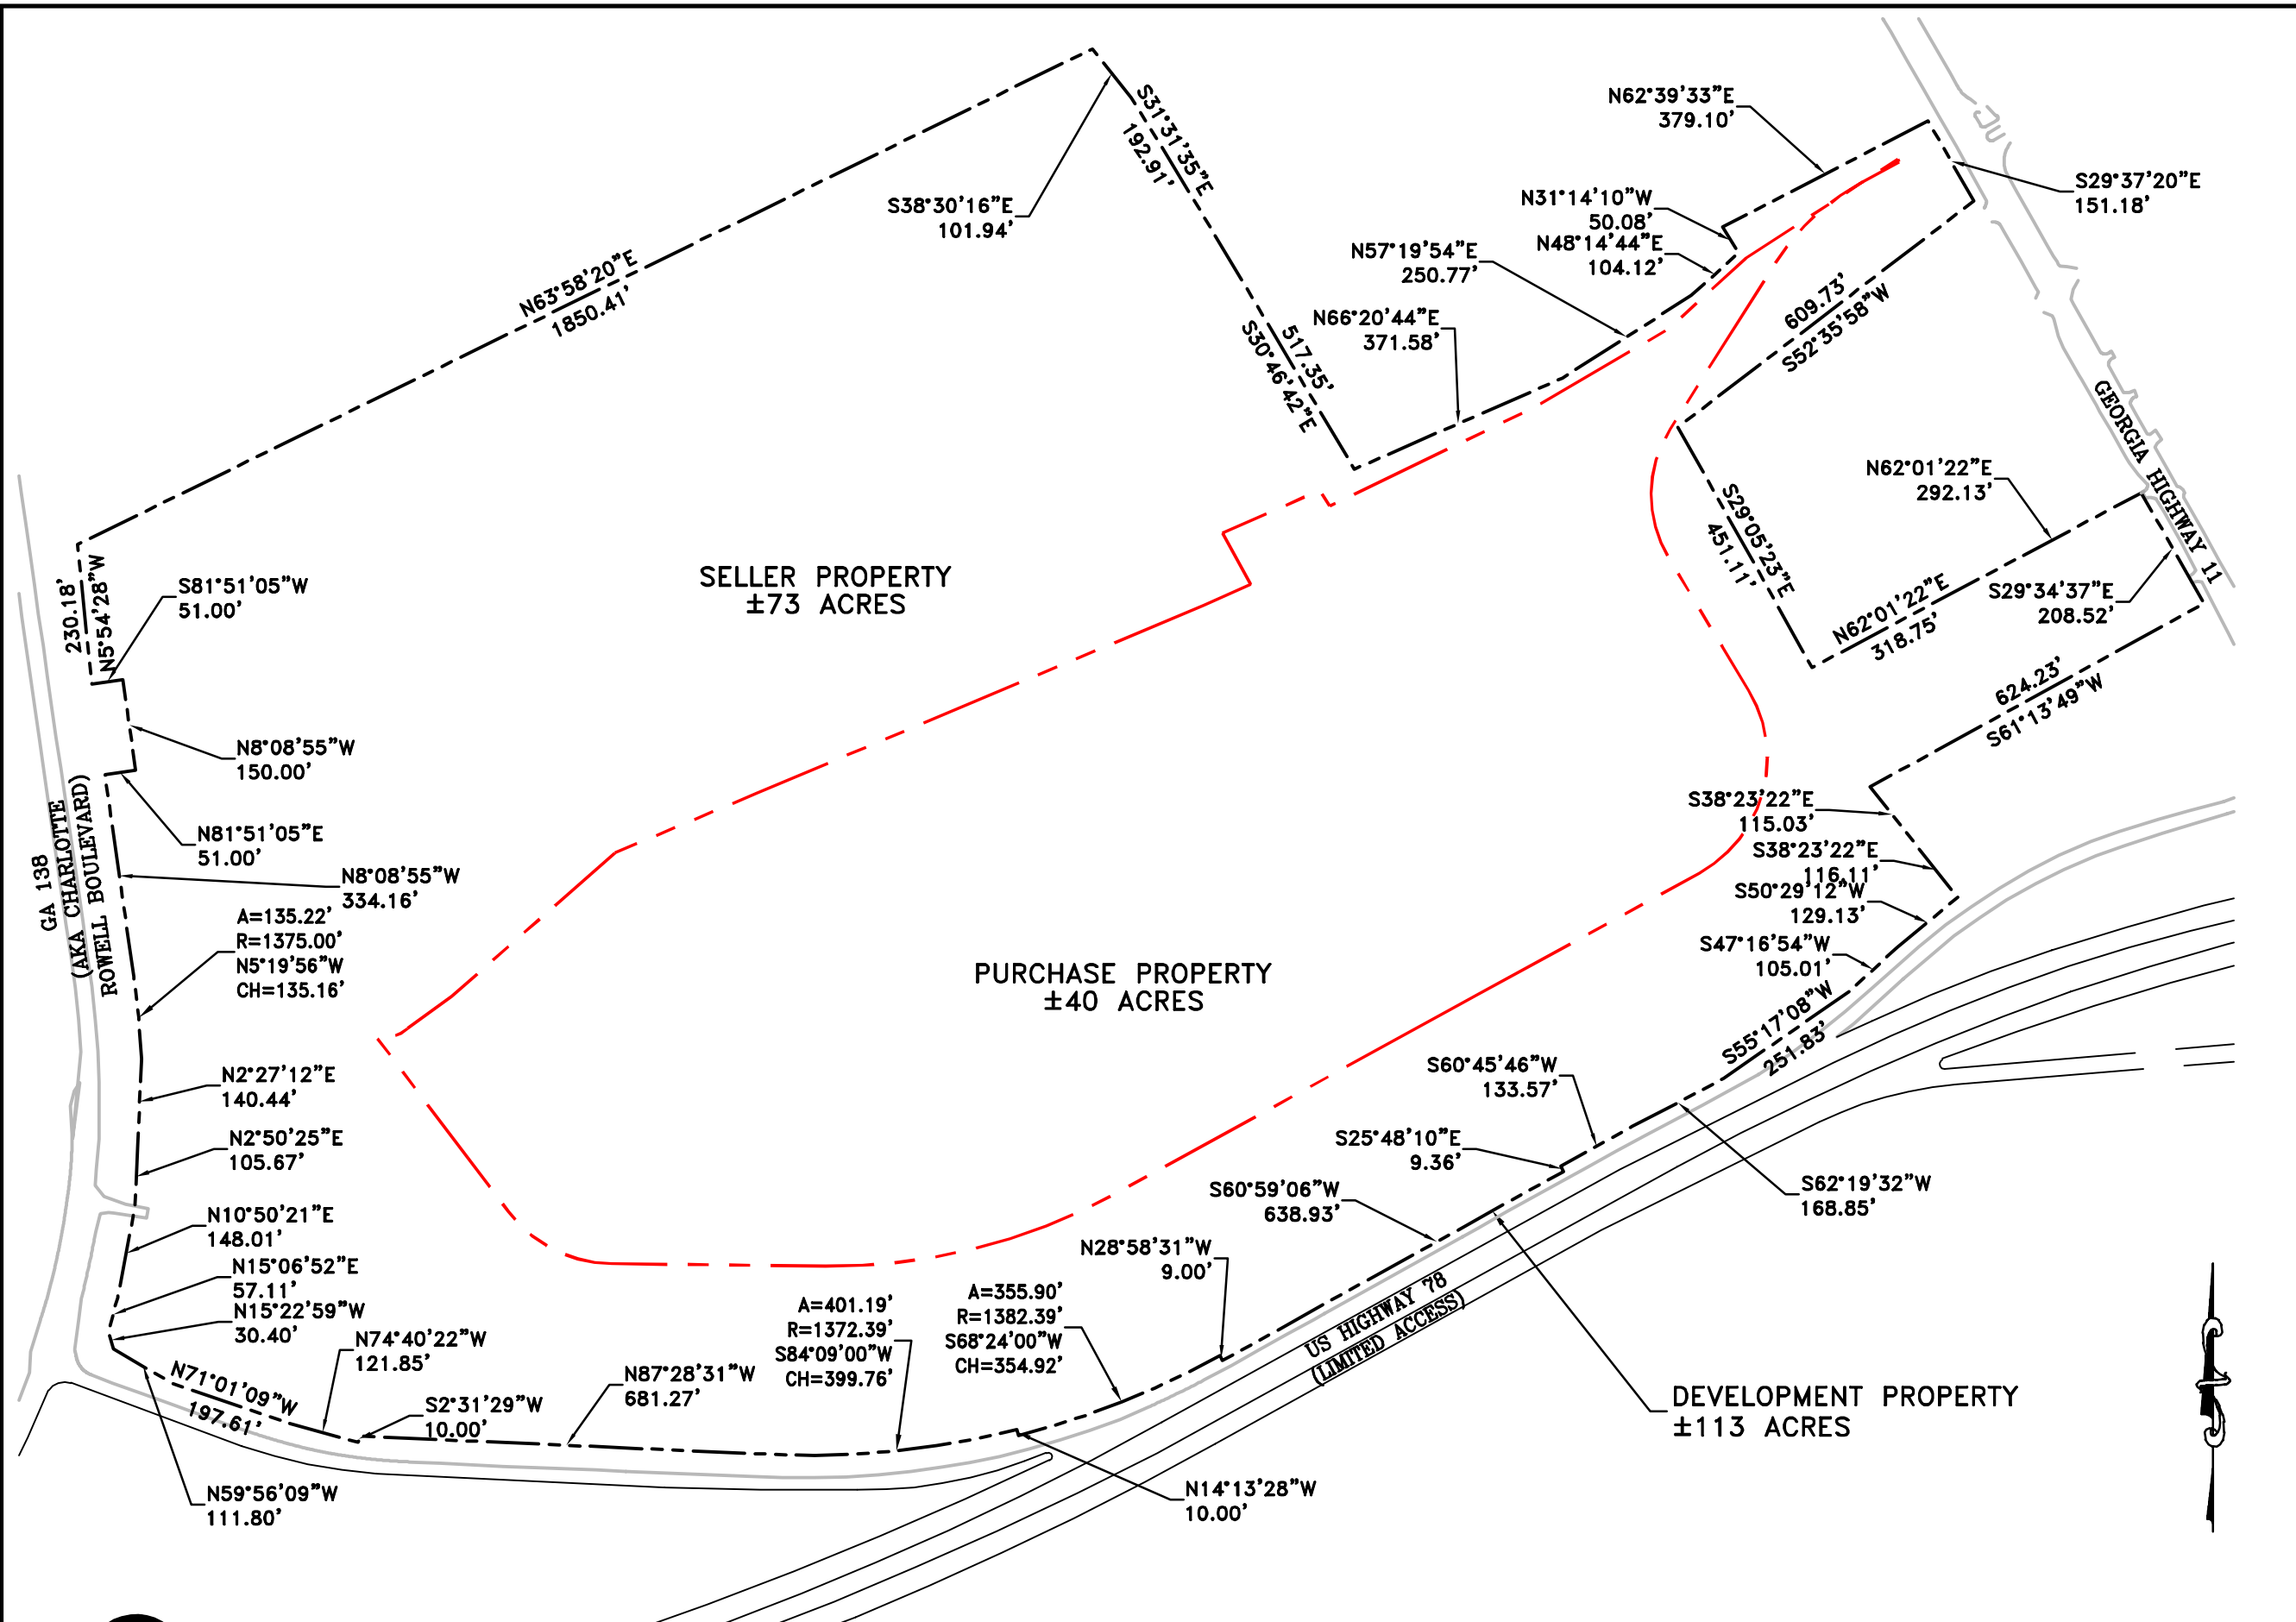 N62°39'33"E
379.10'
S31°31'35"E
192.91'
S38°30'16"E
101.94'
S29°37'20"E
151.18'
N31°14'10"W
50.08'
N48°14'44"E
104.12'
N57°19'54"E
250.77'
N63°58'20"E
1850.41'
N66°20'44"E
371.58'
517.35'
S30°46'42"E
609.73'
S52°35'58"W
GEORGIA HIGHWAY 11
N62°01'22"E
292.13'
S29°05'23"E
451.11'
SELLER PROPERTY
±73 ACRES
230.18'
N5°54'28"W
S81°51'05"W
51.00'
S29°34'37"E
208.52'
N62°01'22"E
318.75'
624.23'
S61°13'49"W
N8°08'55"W
150.00'
GA 138
(AKA CHARLOTTE
ROWELL BOULEVARD)
N81°51'05"E
51.00'
S38°23'22"E
115.03'
S38°23'22"E
116.11'
N8°08'55"W
334.16'
S50°29'12"W
129.13'
A=135.22'
R=1375.00'
N5°19'56"W
CH=135.16'
S47°16'54"W
105.01'
PURCHASE PROPERTY
±40 ACRES
S55°17'08"W
251.83'
S60°45'46"W
133.57'
N2°27'12"E
140.44'
N2°50'25"E
105.67'
S25°48'10"E
9.36'
S62°19'32"W
168.85'
S60°59'06"W
638.93'
N10°50'21"E
148.01'
N28°58'31"W
9.00'
N15°06'52"E
57.11'
N15°22'59"W
30.40'
A=401.19'
R=1372.39'
S84°09'00"W
CH=399.76'
A=355.90'
R=1382.39'
S68°24'00"W
CH=354.92'
US HIGHWAY 78
(LIMITED ACCESS)
N74°40'22"W
121.85'
N71°01'09"W
197.61'
N87°28'31"W
681.27'
S2°31'29"W
10.00'
DEVELOPMENT PROPERTY
±113 ACRES
N59°56'09"W
111.80'
N14°13'28"W
10.00'